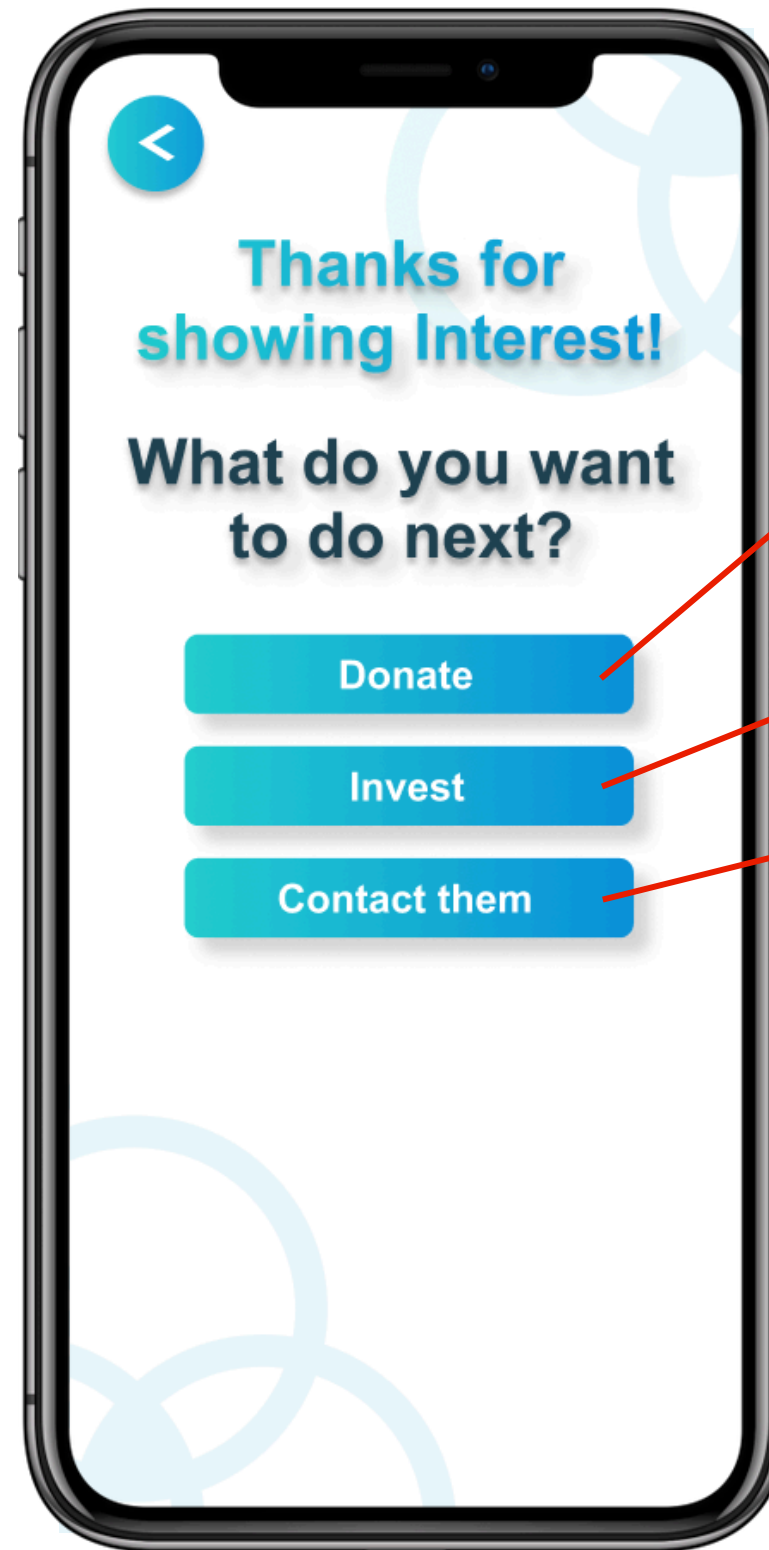 <
Thanks for
showing Interest!
What do you want
to do next?
Donate
Invest
Contact them